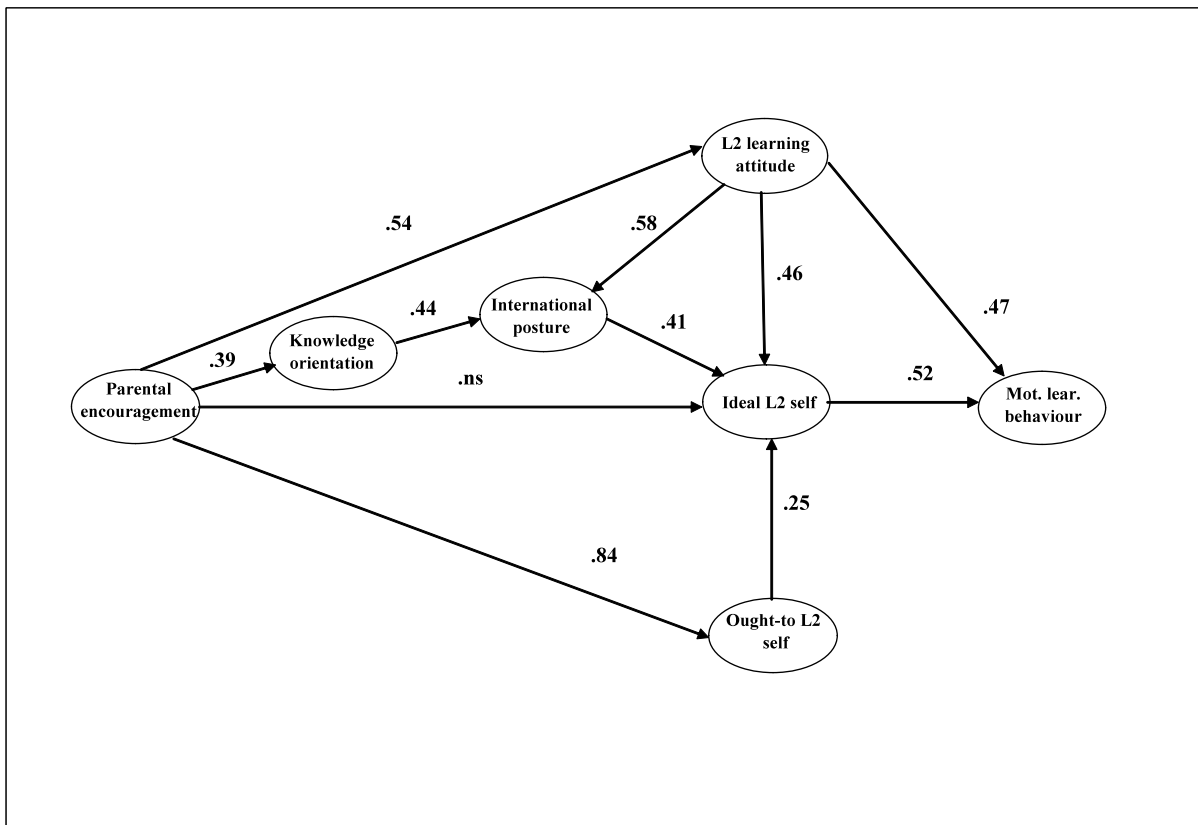 L2 learning
attitude
.54
.58
.46
International
posture
.44
.47
.41
Knowledge
orientation
.39
.ns
.52
Parental
encouragement
Ideal L2 self
Mot. lear.
behaviour
.25
.84
Ought-to L2
self